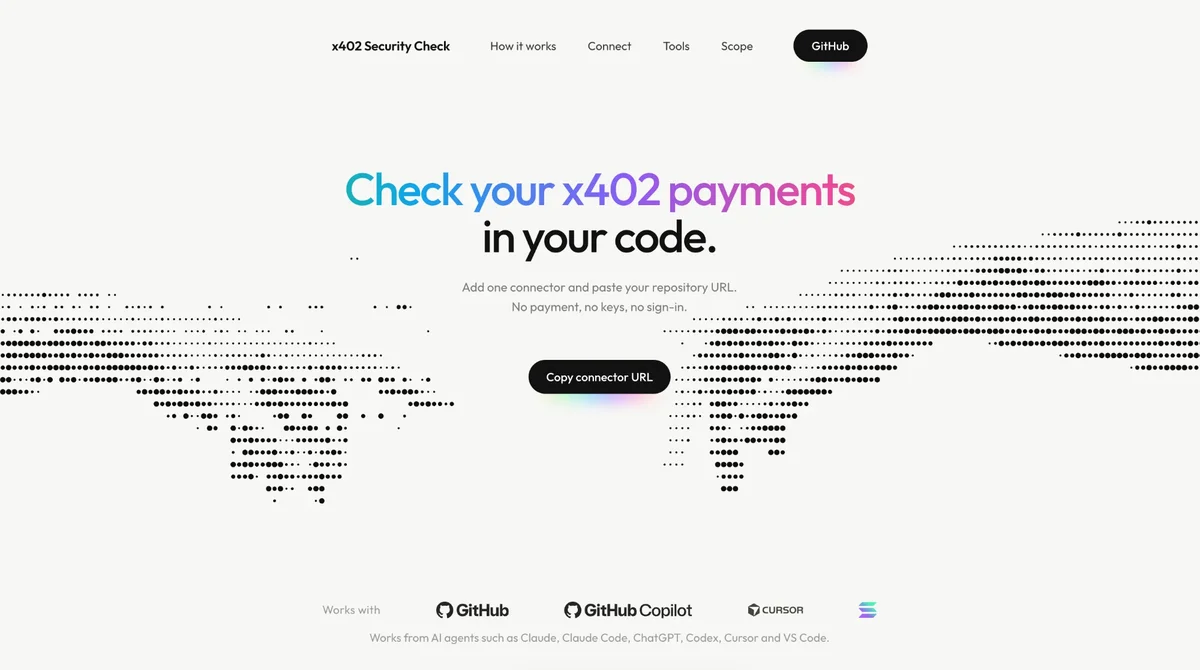 x402 Security Check
How it works
Connect
Tools
Scope
GitHub
Check your x402 payments
in your code.
Add one connector and paste your repository URL.
No payment, no keys, no sign-in.
Copy connector URL
Works with
GitHub
GitHub Copilot
CURSOR
Works from AI agents such as Claude, Claude Code, ChatGPT, Codex, Cursor and VS Code.